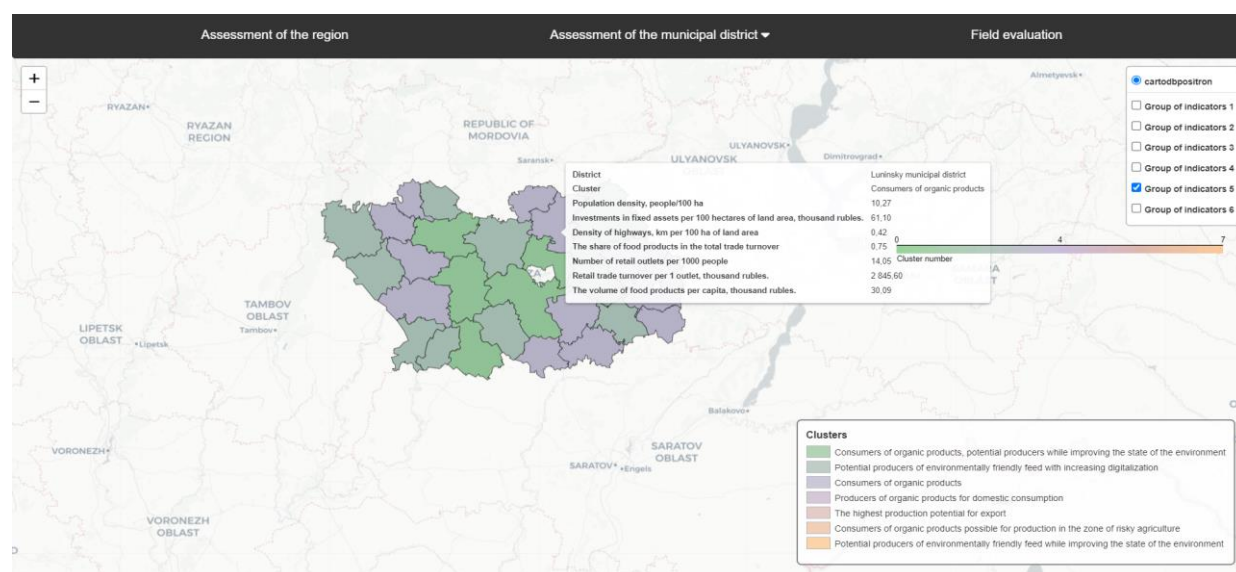 Assessment of the region
Assessment of the municipal district
Field evaluation
+
−
cartodbpositron
Group of indicators 1
Group of indicators 2
Group of indicators 3
Group of indicators 4
Group of indicators 5
Group of indicators 6
Almetyevsk
RYAZAN
RYAZAN
REGION
REPUBLIC OF
MORDOVIA
Saransk
ULYANOVSK
ULYANOVSK
Dimitrovgrad
District Luninsky municipal district
Cluster Consumers of organic products
Population density, people/100 ha 10,27
Investments in fixed assets per 100 hectares of land area, thousand rubles. 61,10
Density of highways, km per 100 ha of land area 0,42
The share of food products in the total trade turnover 0,75
Number of retail outlets per 1000 people 14,05
Retail trade turnover per 1 outlet, thousand rubles. 2 845,60
The volume of food products per capita, thousand rubles. 30,09
0 4 7
Cluster number
TAMBOV
OBLAST
Tambov
LIPETSK
OBLAST
Lipetsk
Balakovo
VORONEZH
SARATOV
OBLAST
SARATOV
Engels
VORONEZH
OBLAST
Clusters
Consumers of organic products, potential producers while improving the state of the environment
Potential producers of environmentally friendly feed with increasing digitalization
Consumers of organic products
Producers of organic products for domestic consumption
The highest production potential for export
Consumers of organic products possible for production in the zone of risky agriculture
Potential producers of environmentally friendly feed while improving the state of the environment